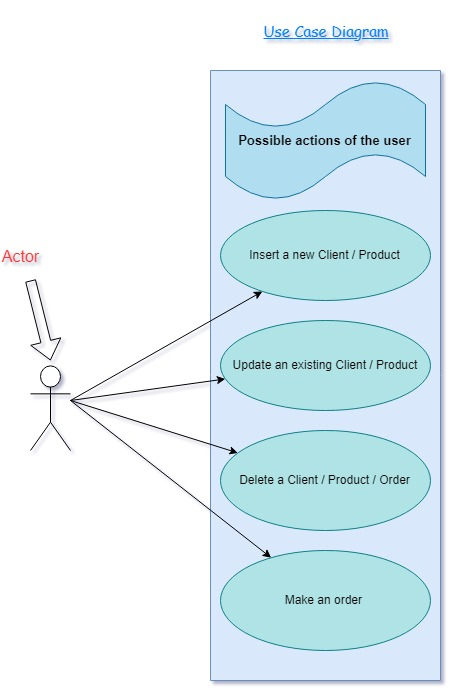 Use Case Diagram
Possible actions of the user
Insert a new Client / Product
Actor
Update an existing Client / Product
Delete a Client / Product / Order
Make an order